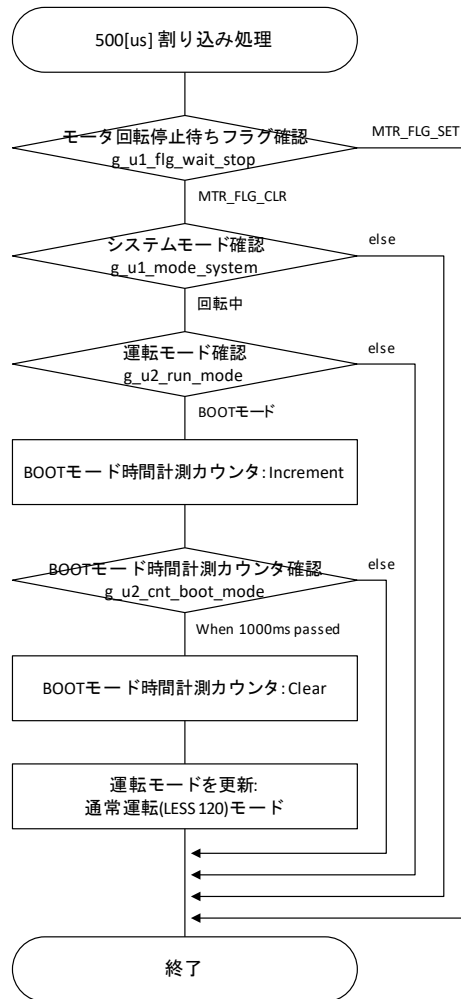 500[us] 割り込み処理
モータ回転停止待ちフラグ確認
g_u1_flg_wait_stop
MTR_FLG_SET
MTR_FLG_CLR
システムモード確認
g_u1_mode_system
else
回転中
運転モード確認
g_u2_run_mode
else
BOOTモード
BOOTモード時間計測カウンタ: Increment
BOOTモード時間計測カウンタ確認
g_u2_cnt_boot_mode
else
When 1000ms passed
BOOTモード時間計測カウンタ: Clear
運転モードを更新:
通常運転(LESS 120)モード
終了